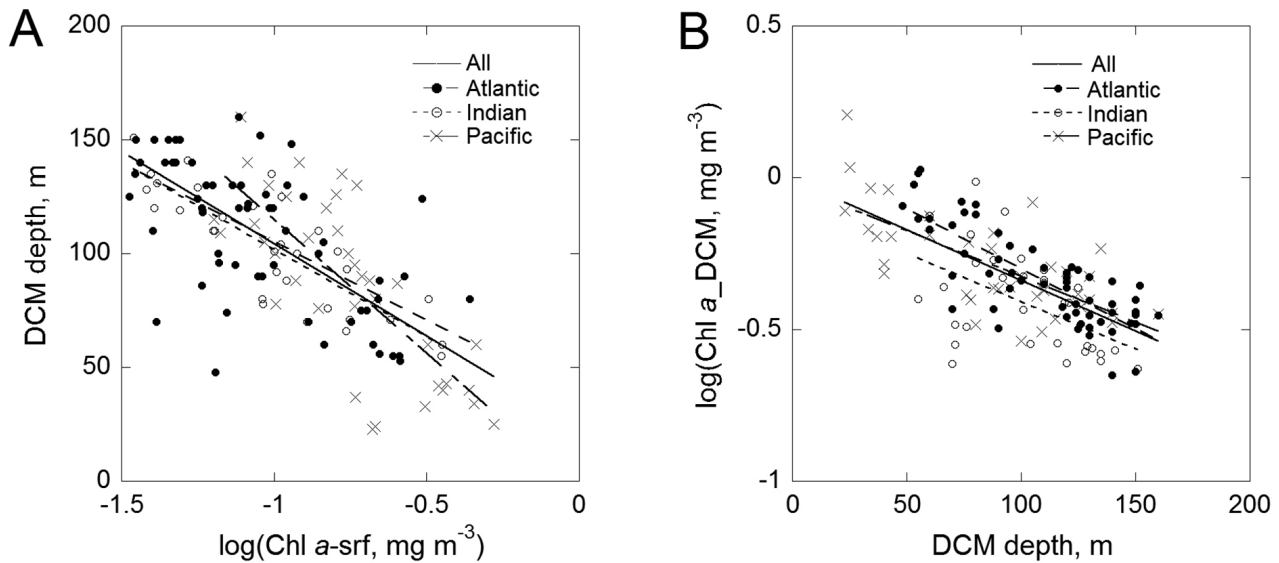 A
200
150
100
50
0
DCM depth, m
-1.5
-1
-0.5
0
log(Chl a-srf, mg m⁻³)
All
Atlantic
Indian
Pacific
B
0.5
0
-0.5
-1
log(Chl a_DCM, mg m⁻³)
0
50
100
150
200
DCM depth, m
All
Atlantic
Indian
Pacific